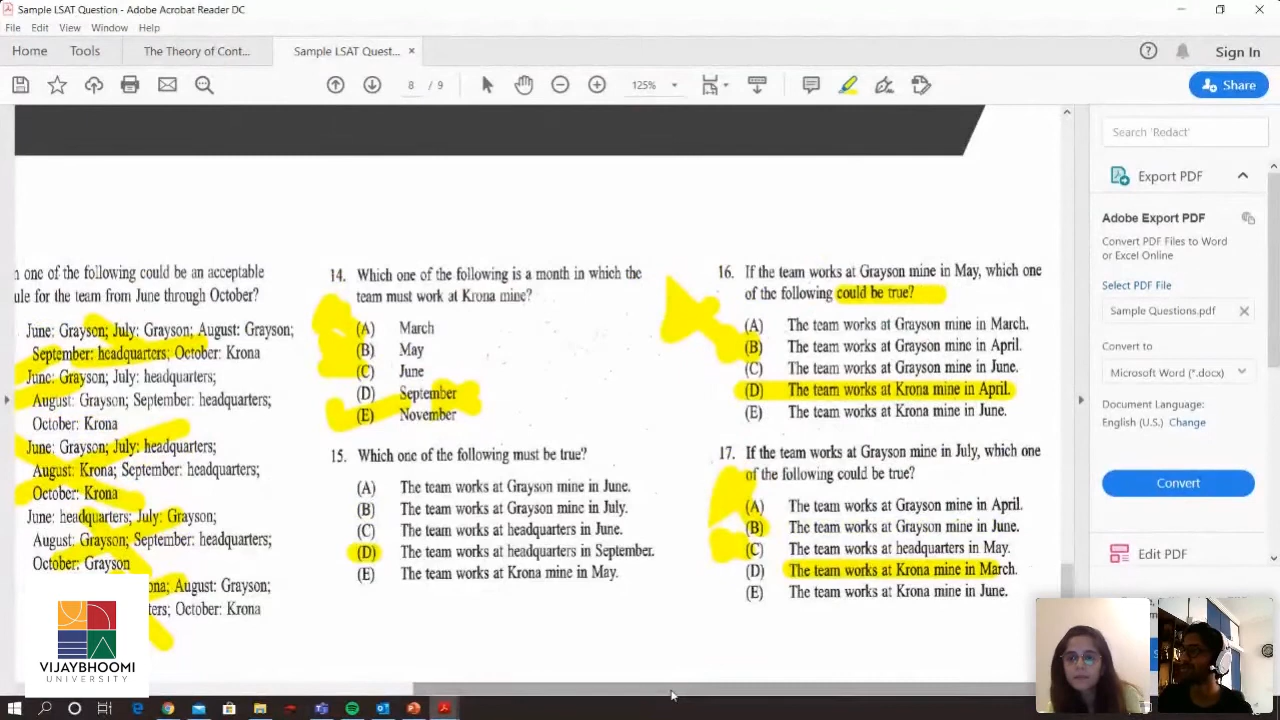 Sample LSAT Question - Adobe Acrobat Reader DC
File Edit View Window Help
Home Tools The Theory of Cont... Sample LSAT Quest... × Sign In
8 / 9 125% Share
n one of the following could be an acceptable
ule for the team from June through October?
June: Grayson; July: Grayson; August: Grayson;
September: headquarters; October: Krona
June: Grayson; July: headquarters;
August: Grayson; September: headquarters;
October: Krona
June: Grayson; July: headquarters;
August: Krona; September: headquarters;
October: Krona
June: headquarters; July: Grayson;
August: Grayson; September: headquarters;
October: Grayson
ona; August: Grayson;
ters; October: Krona
VIJAYBHOOMI
UNIVERSITY
14. Which one of the following is a month in which the
team must work at Krona mine?
(A) March
(B) May
(C) June
(D) September
(E) November
15. Which one of the following must be true?
(A) The team works at Grayson mine in June.
(B) The team works at Grayson mine in July.
(C) The team works at headquarters in June.
(D) The team works at headquarters in September.
(E) The team works at Krona mine in May.
16. If the team works at Grayson mine in May, which one
of the following could be true?
(A) The team works at Grayson mine in March.
(B) The team works at Grayson mine in April.
(C) The team works at Grayson mine in June.
(D) The team works at Krona mine in April.
(E) The team works at Krona mine in June.
17. If the team works at Grayson mine in July, which one
of the following could be true?
(A) The team works at Grayson mine in April.
(B) The team works at Grayson mine in June.
(C) The team works at headquarters in May.
(D) The team works at Krona mine in March.
(E) The team works at Krona mine in June.
Search 'Redact'
Export PDF
Adobe Export PDF
Convert PDF Files to Word
or Excel Online
Select PDF File
Sample Questions.pdf
Convert to
Microsoft Word (*.docx)
Document Language:
English (U.S.) Change
Convert
Edit PDF